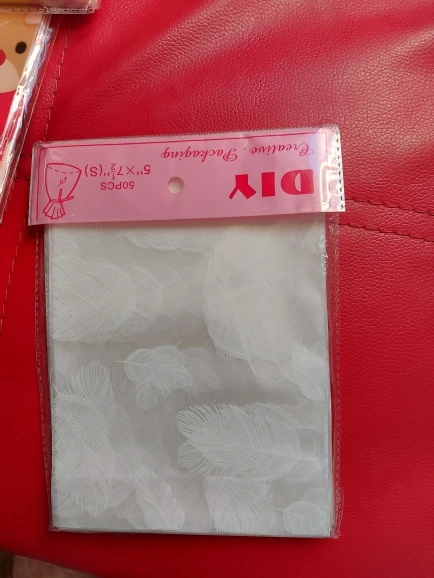 DIY
Creative. Packaging
50PCS
5"×7½"(S)